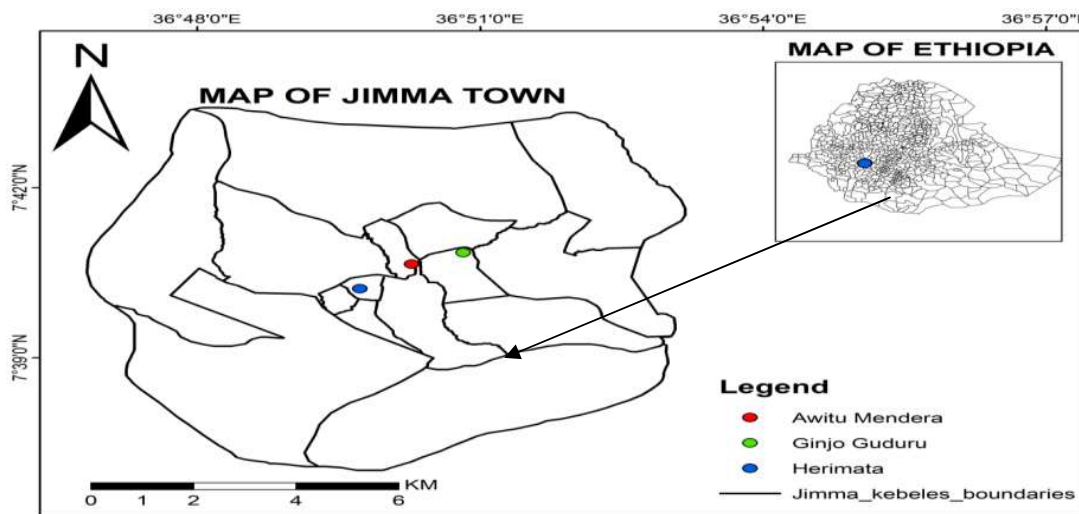 36°48'0"E 36°51'0"E 36°54'0"E 36°57'0"E
N
MAP OF JIMMA TOWN
MAP OF ETHIOPIA
7°42'0"N
7°39'0"N
Legend
Awitu Mendera
Ginjo Guduru
Herimata
Jimma_kebeles_boundaries
KM
0 1 2 4 6